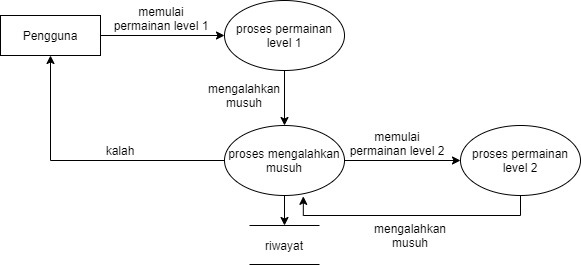 memulai
permainan level 1
Pengguna
proses permainan
level 1
mengalahkan
musuh
kalah
proses mengalahkan
musuh
memulai
permainan level 2
proses permainan
level 2
mengalahkan
musuh
riwayat